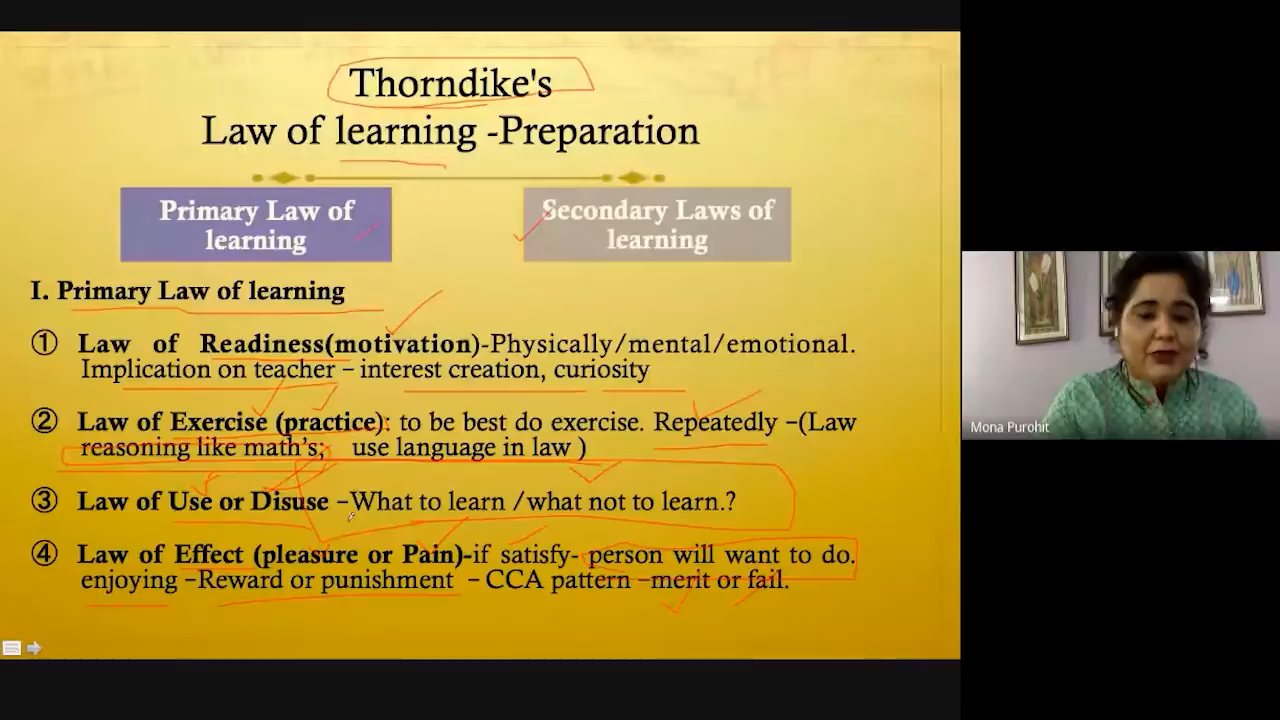 Thorndike's
Law of learning -Preparation
Primary Law of
learning
Secondary Laws of
learning
I. Primary Law of learning
① Law of Readiness(motivation)-Physically/mental/emotional.
Implication on teacher – interest creation, curiosity
② Law of Exercise (practice): to be best do exercise. Repeatedly –(Law
reasoning like math's; use language in law )
③ Law of Use or Disuse –What to learn /what not to learn.?
④ Law of Effect (pleasure or Pain)-if satisfy- person will want to do.
enjoying –Reward or punishment – CCA pattern –merit or fail.
Mona Purohit